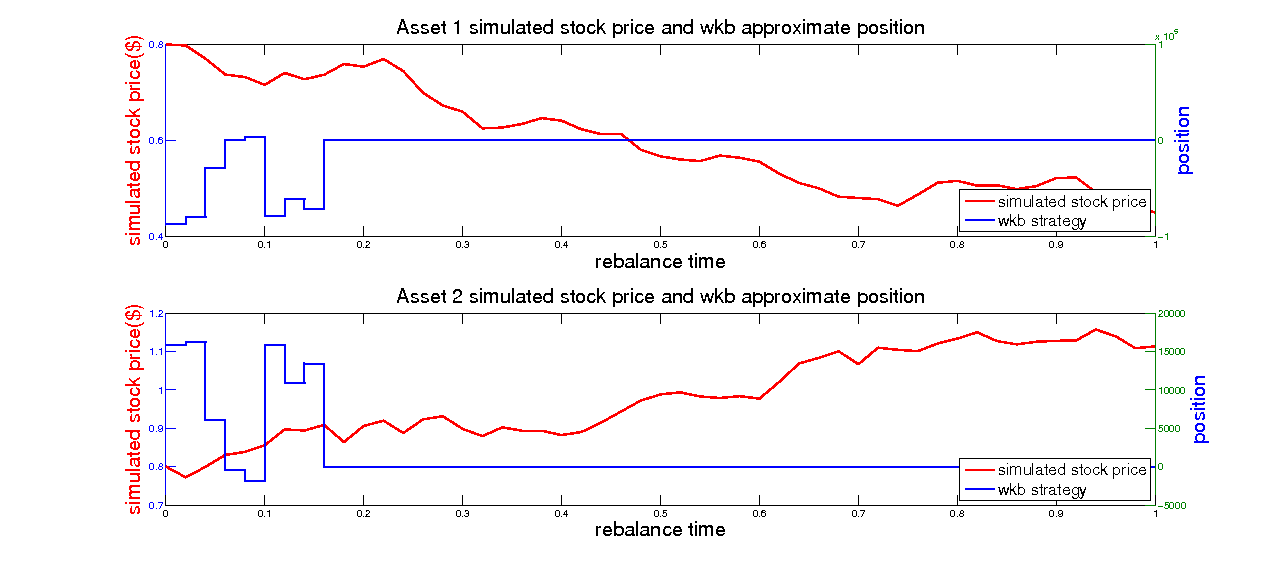 Asset 1 simulated stock price and wkb approximate position
x 10^5
simulated stock price($)
0.8
0.6
0.4
1
0
-1
position
simulated stock price
wkb strategy
0 0.1 0.2 0.3 0.4 0.5 0.6 0.7 0.8 0.9 1
rebalance time
Asset 2 simulated stock price and wkb approximate position
simulated stock price($)
1.2
1.1
1
0.9
0.8
0.7
20000
15000
10000
5000
0
-5000
position
simulated stock price
wkb strategy
0 0.1 0.2 0.3 0.4 0.5 0.6 0.7 0.8 0.9 1
rebalance time